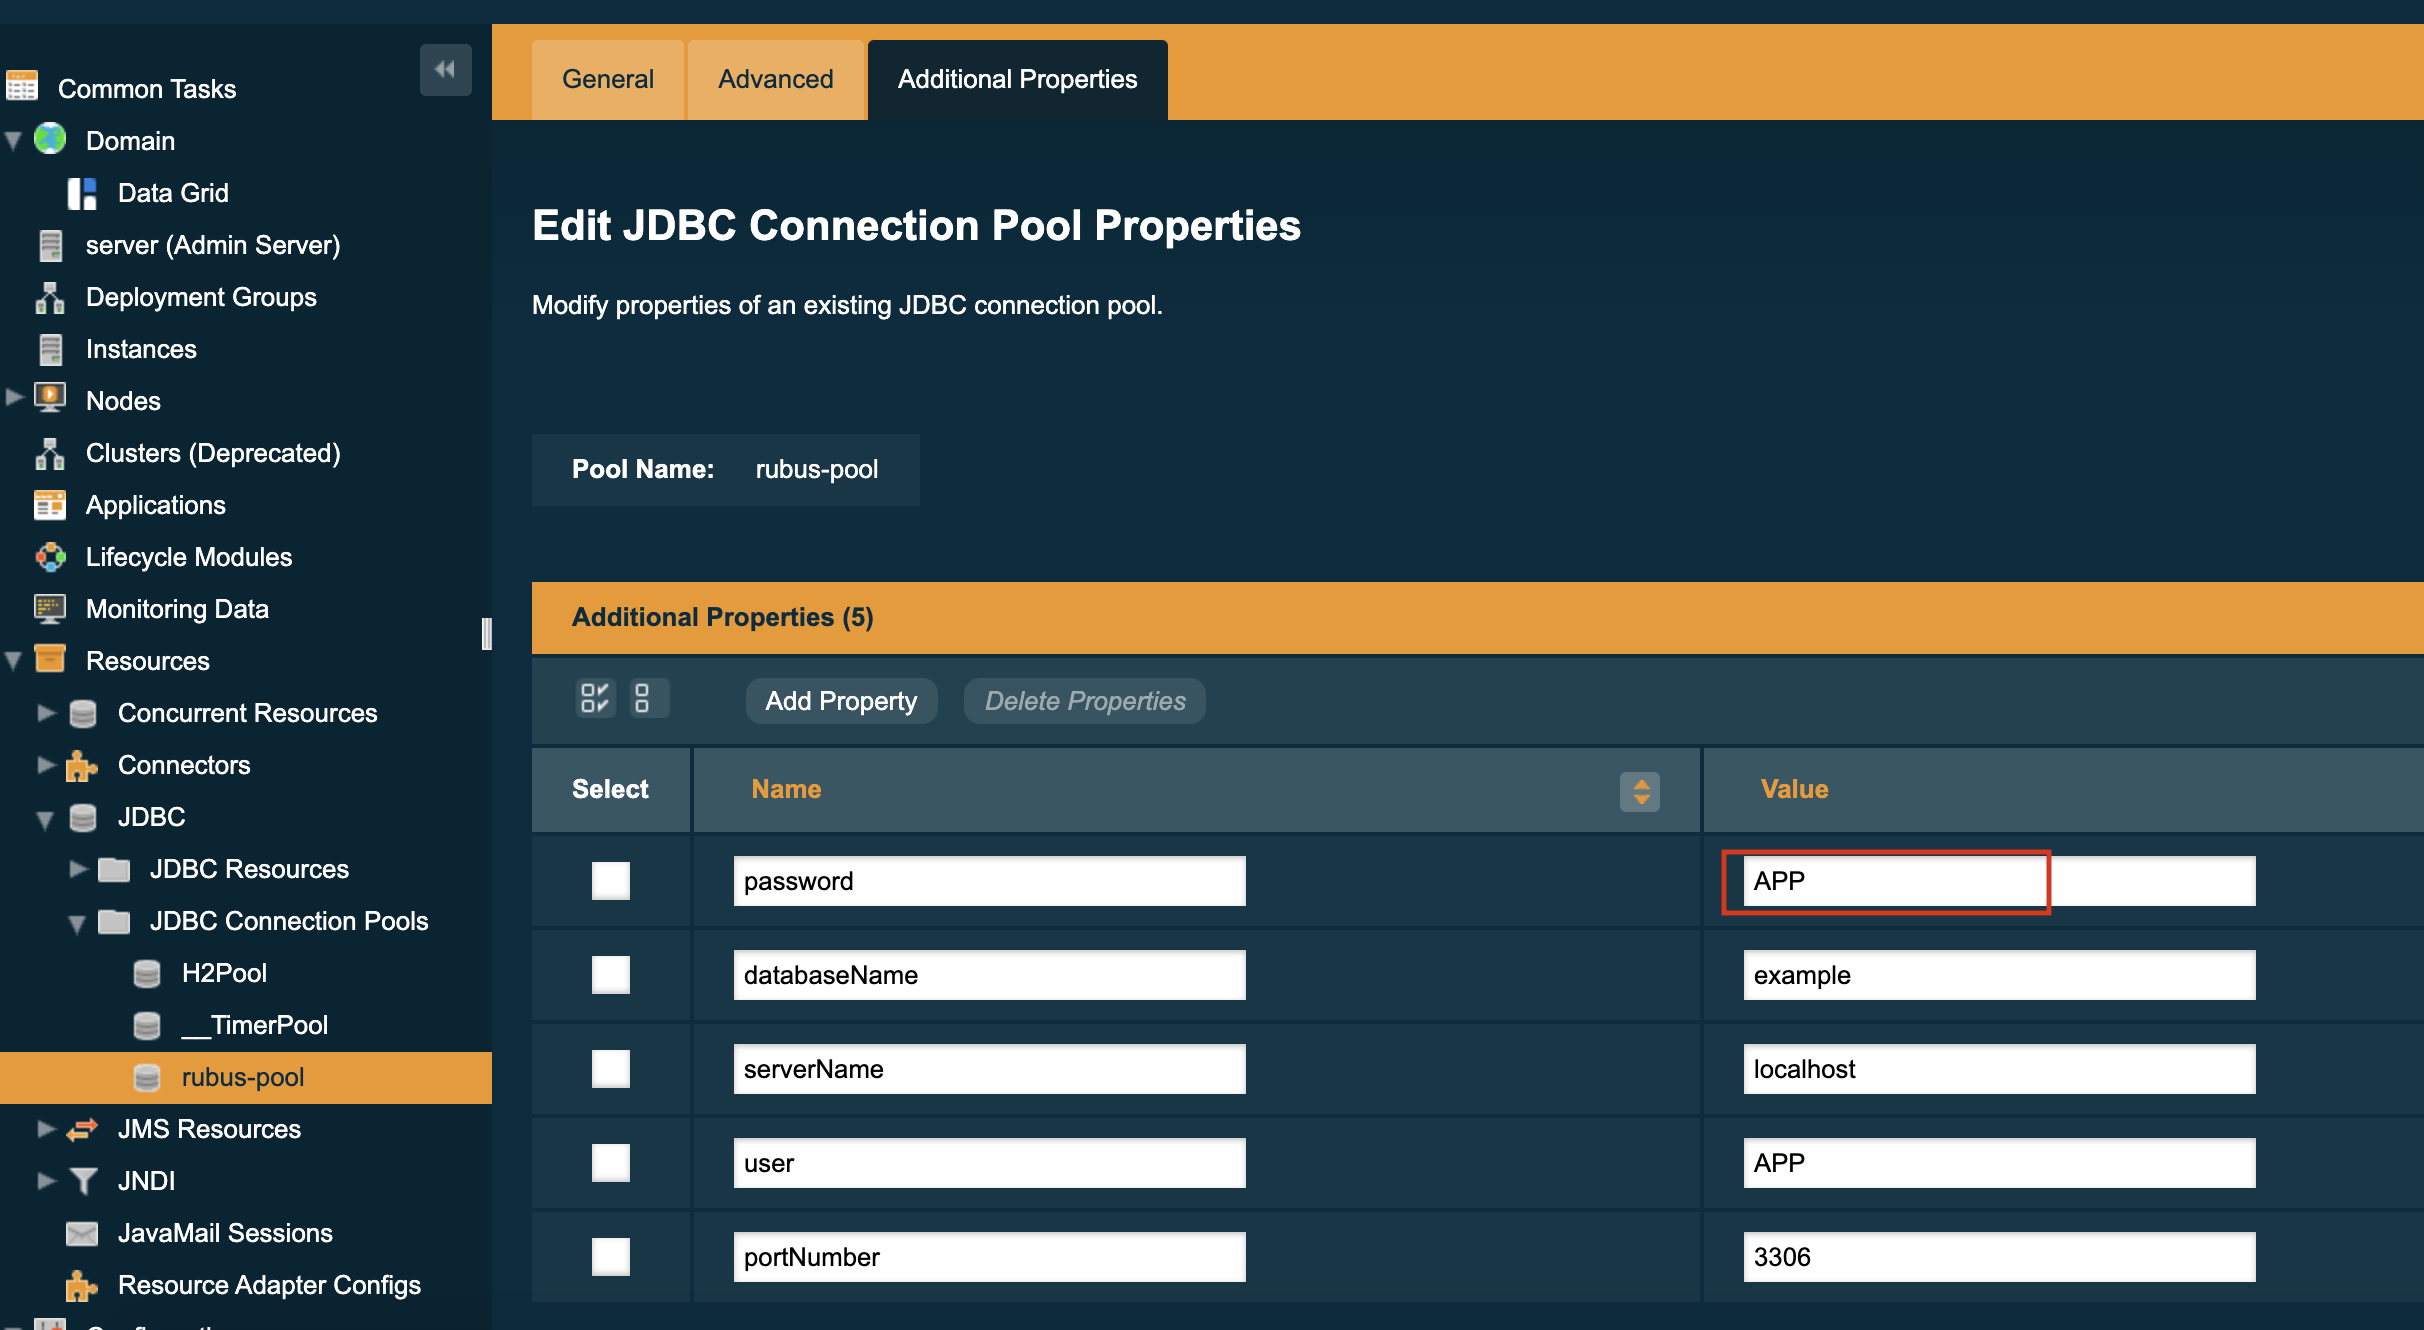 Common Tasks
Domain
Data Grid
server (Admin Server)
Deployment Groups
Instances
Nodes
Clusters (Deprecated)
Applications
Lifecycle Modules
Monitoring Data
Resources
Concurrent Resources
Connectors
JDBC
JDBC Resources
JDBC Connection Pools
H2Pool
__TimerPool
rubus-pool
JMS Resources
JNDI
JavaMail Sessions
Resource Adapter Configs
General Advanced Additional Properties
Edit JDBC Connection Pool Properties
Modify properties of an existing JDBC connection pool.
Pool Name: rubus-pool
Additional Properties (5)
Add Property Delete Properties
Select Name Value
password APP
databaseName example
serverName localhost
user APP
portNumber 3306